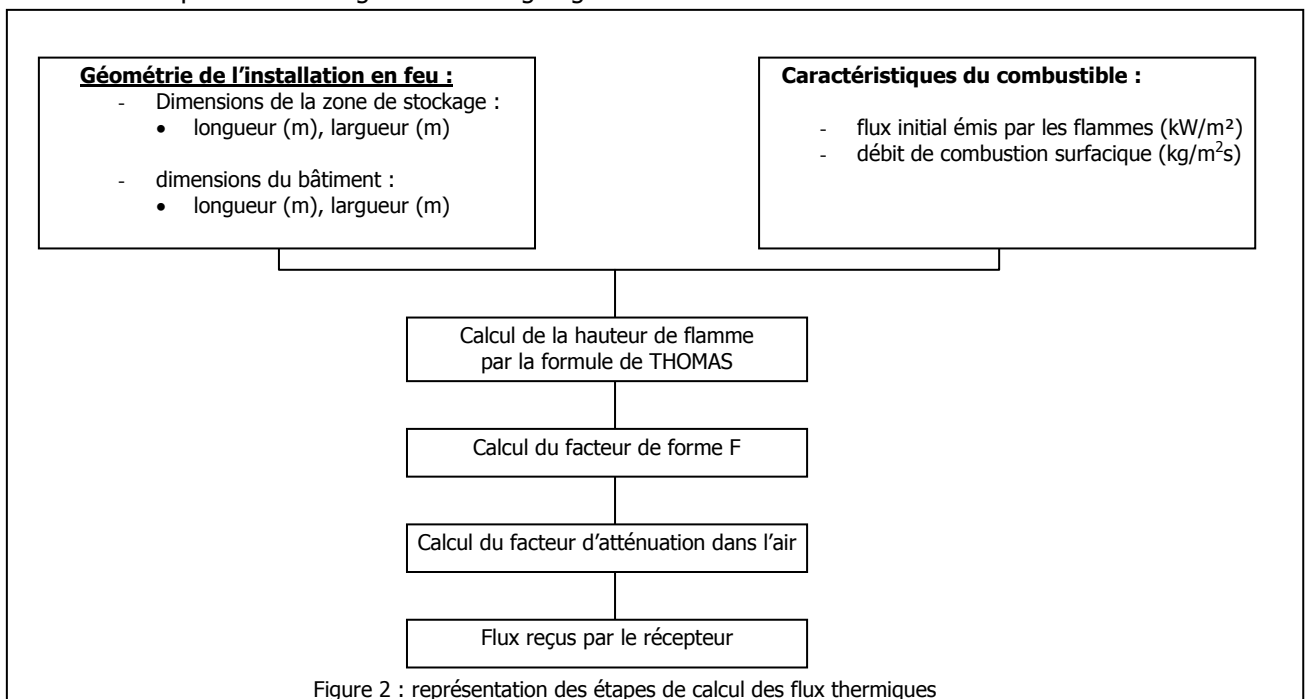 Géométrie de l'installation en feu :
- Dimensions de la zone de stockage :
• longueur (m), largueur (m)
- dimensions du bâtiment :
• longueur (m), largueur (m)
Caractéristiques du combustible :
- flux initial émis par les flammes (kW/m²)
- débit de combustion surfacique (kg/m²s)
Calcul de la hauteur de flamme
par la formule de THOMAS
Calcul du facteur de forme F
Calcul du facteur d'atténuation dans l'air
Flux reçus par le récepteur
Figure 2 : représentation des étapes de calcul des flux thermiques